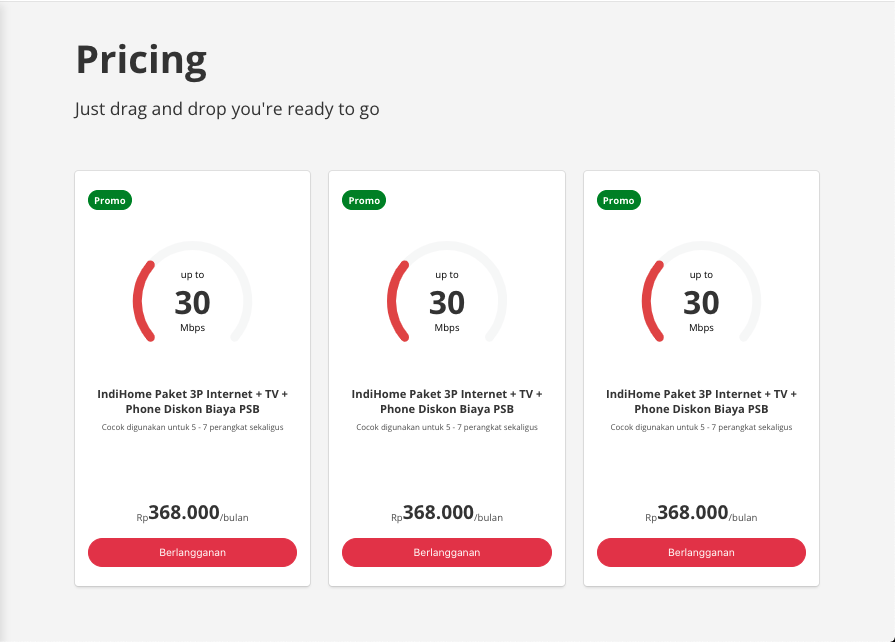 Pricing
Just drag and drop you're ready to go
Promo
up to
30
Mbps
IndiHome Paket 3P Internet + TV +
Phone Diskon Biaya PSB
Cocok digunakan untuk 5 - 7 perangkat sekaligus
Rp368.000/bulan
Berlangganan
Promo
up to
30
Mbps
IndiHome Paket 3P Internet + TV +
Phone Diskon Biaya PSB
Cocok digunakan untuk 5 - 7 perangkat sekaligus
Rp368.000/bulan
Berlangganan
Promo
up to
30
Mbps
IndiHome Paket 3P Internet + TV +
Phone Diskon Biaya PSB
Cocok digunakan untuk 5 - 7 perangkat sekaligus
Rp368.000/bulan
Berlangganan